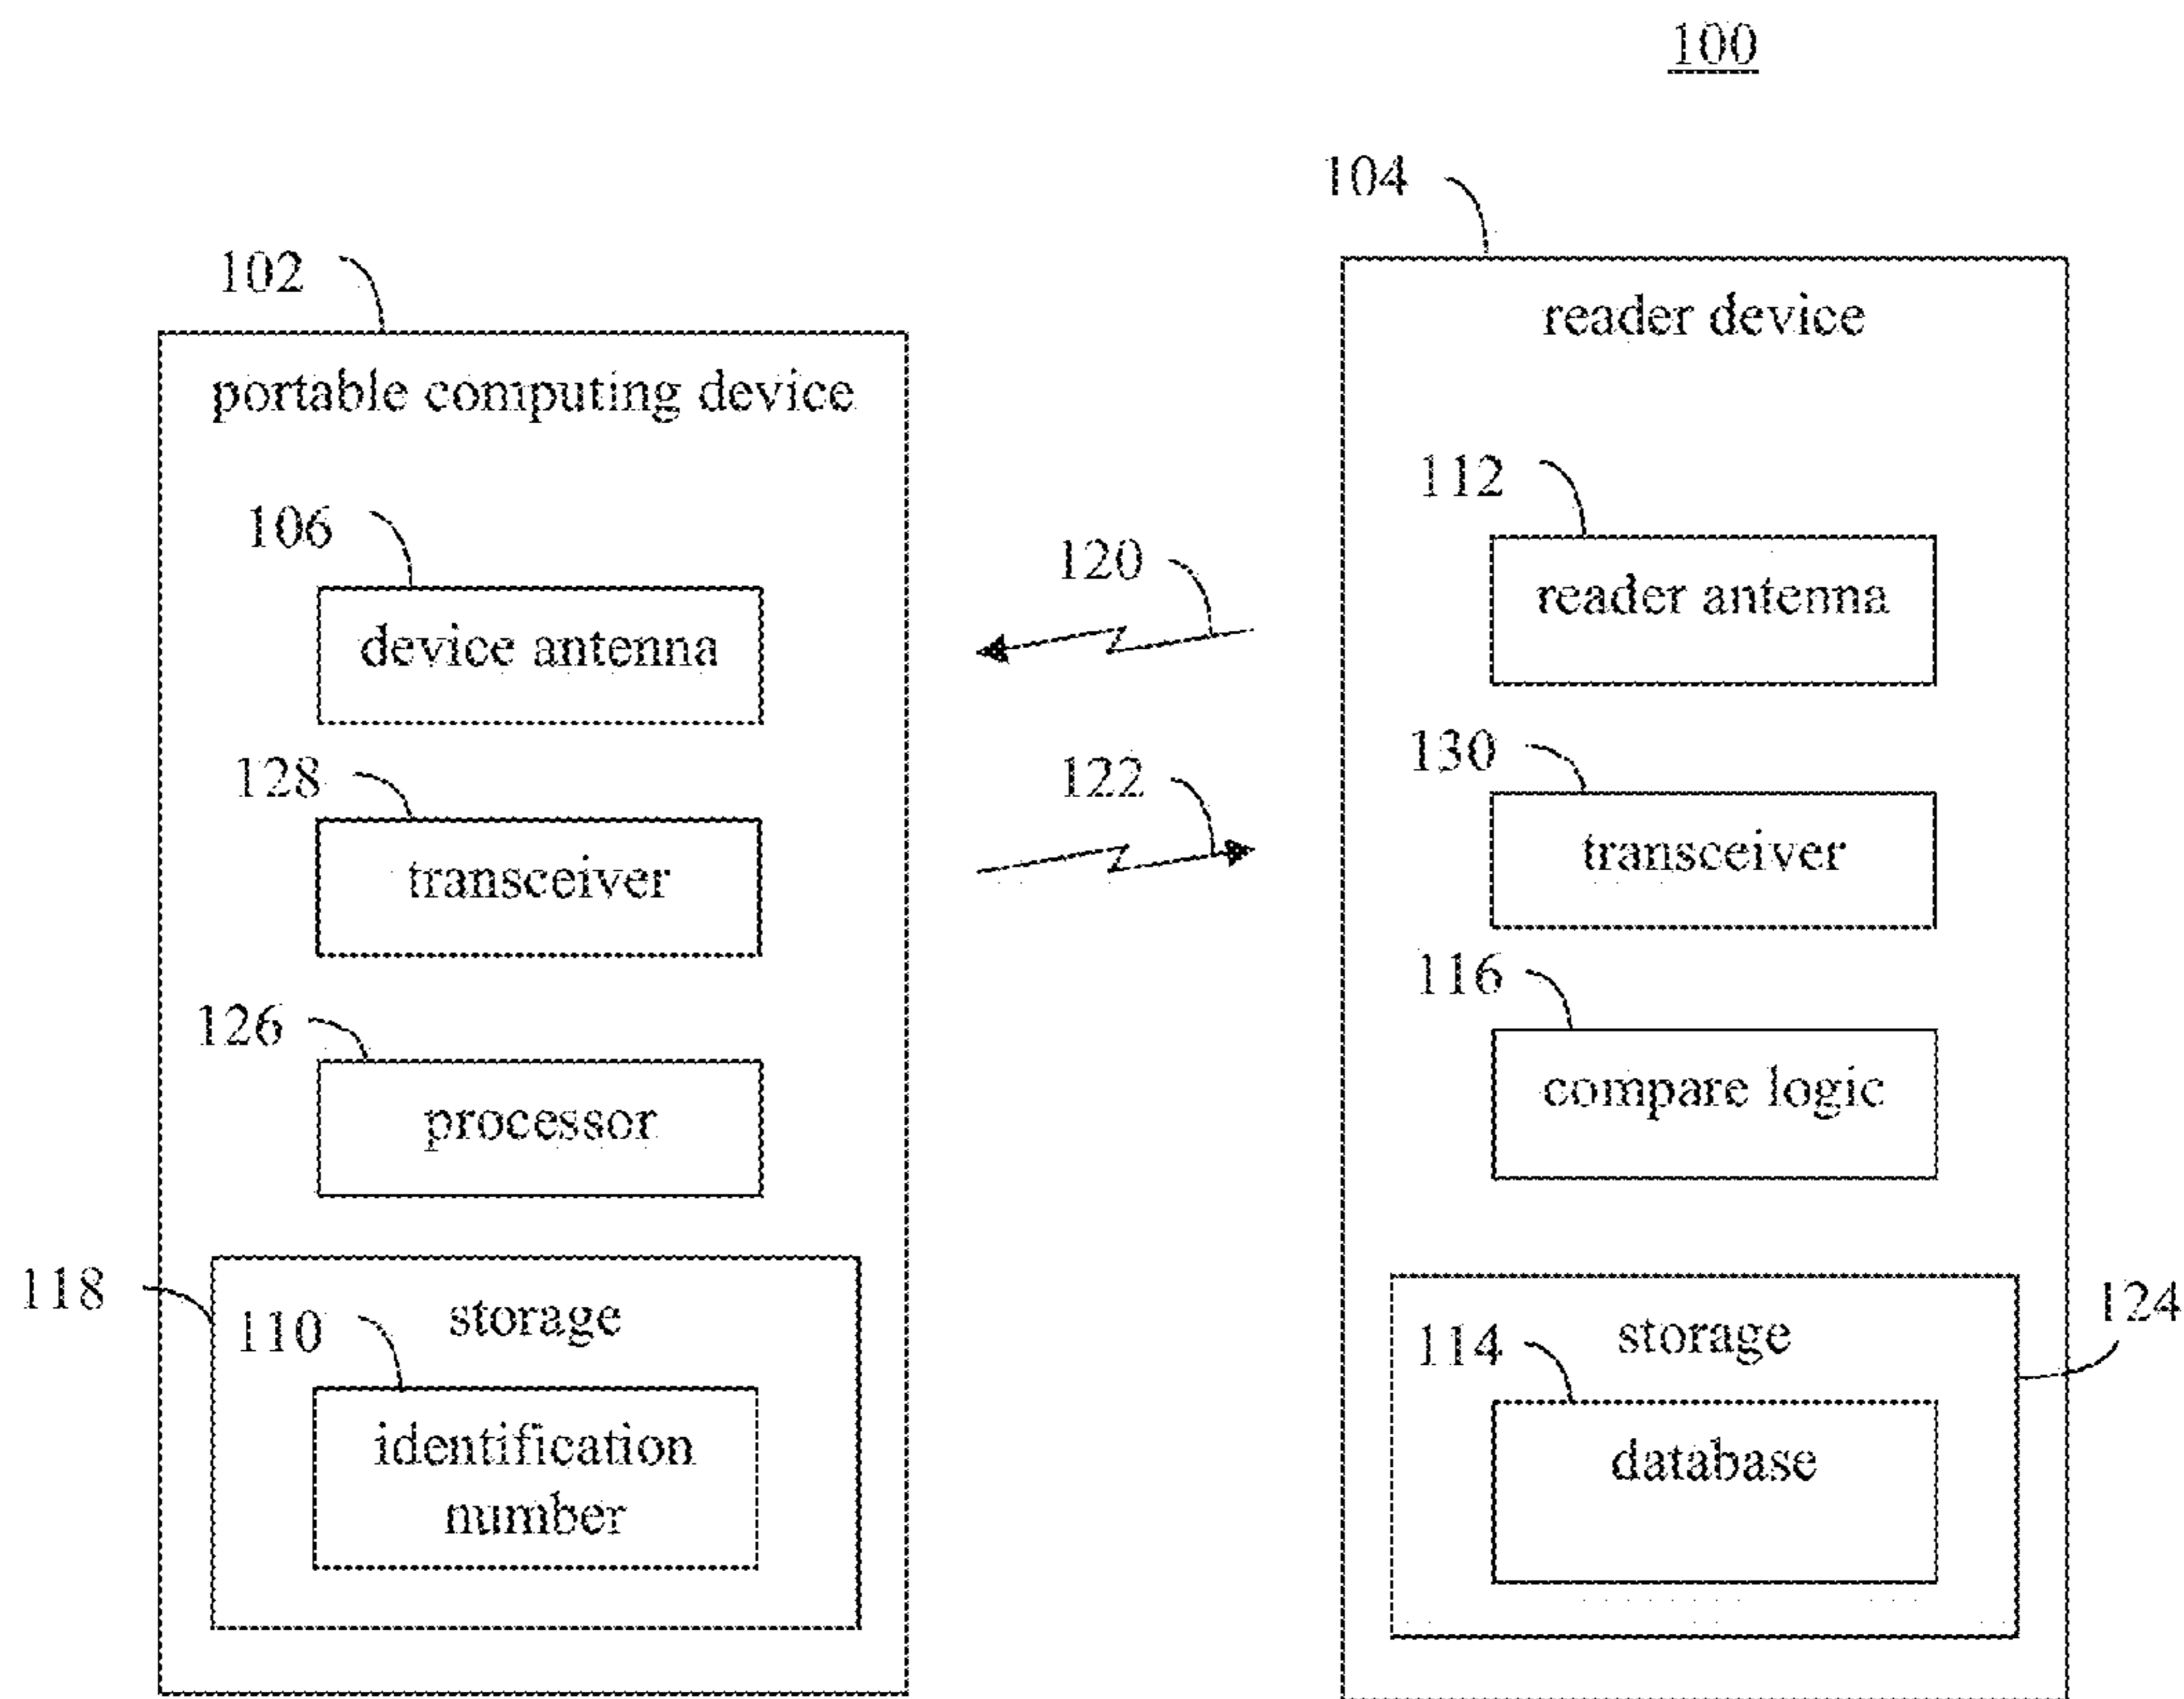 100
104
102
reader device
portable computing device
112
106
120
reader antenna
device antenna
130
128
122
transceiver
transceiver
116
126
compare logic
processor
118
124
110
storage
114
storage
identification
number
database